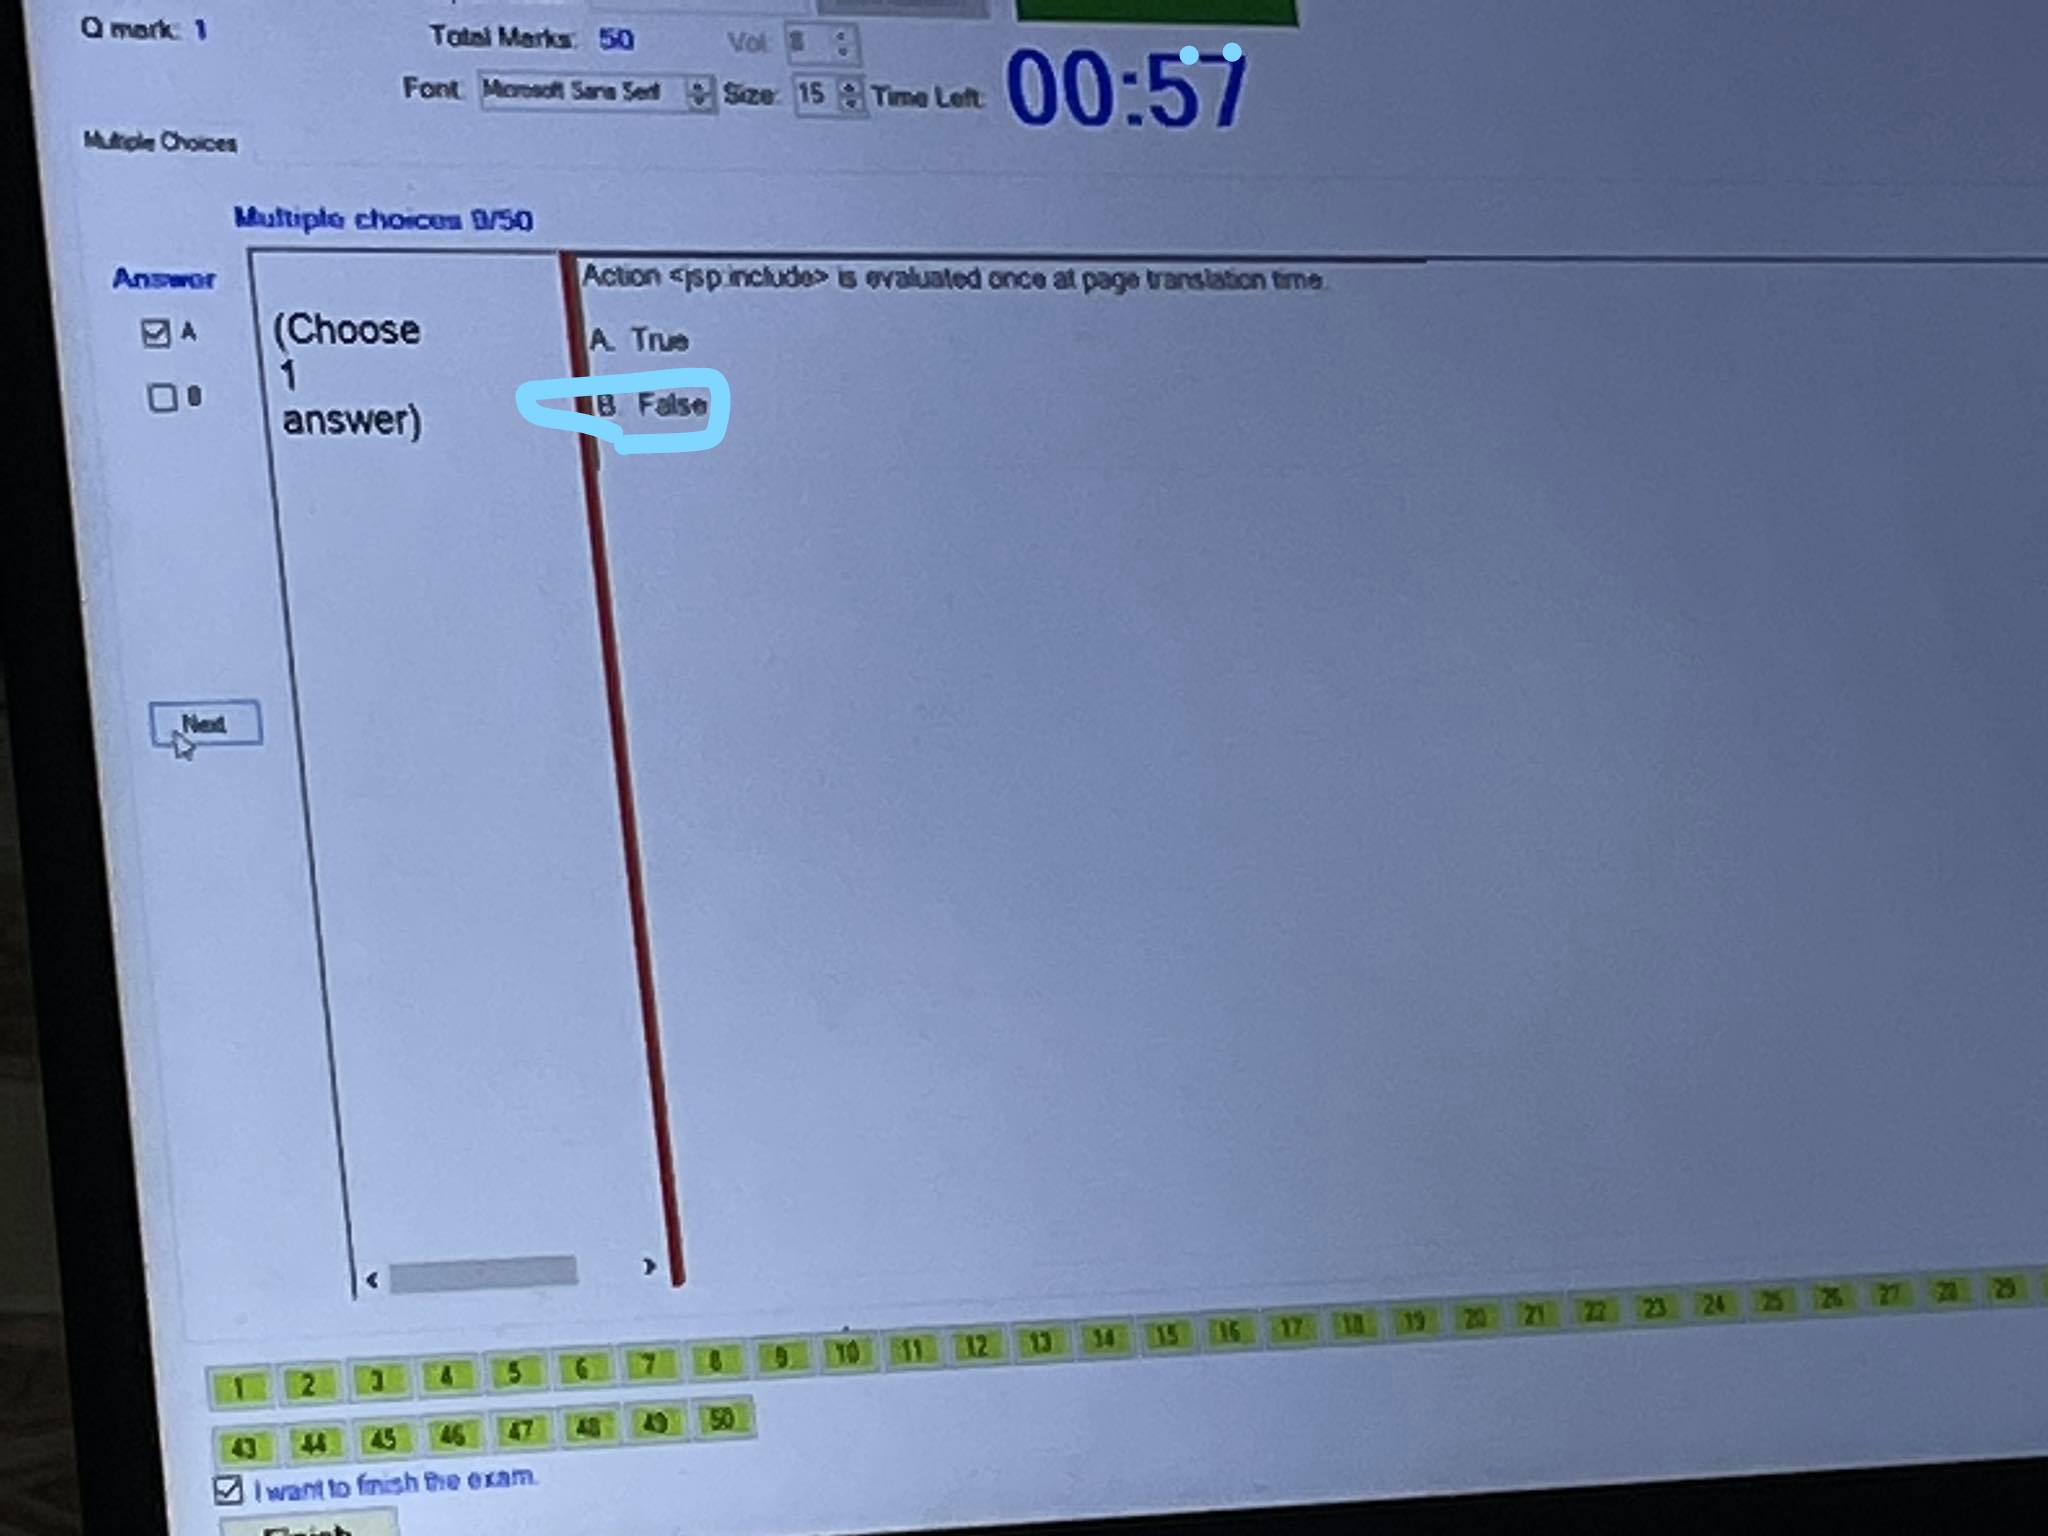 Q mark: 1
Total Marks: 50
Vol: 8
Font: Microsoft Sans Serif
Size: 15
Time Left:
00:57
Multiple Choices
Multiple choices 9/50
Answer
A
B
(Choose
1
answer)
Action <jsp:include> is evaluated once at page translation time.
A. True
B. False
Next
1 2 3 4 5 6 7 8 9 10 11 12 13 14 15 16 17 18 19 20 21 22 23 24 25 26 27 28 29
43 44 45 46 47 48 49 50
I want to finish the exam.
Finish